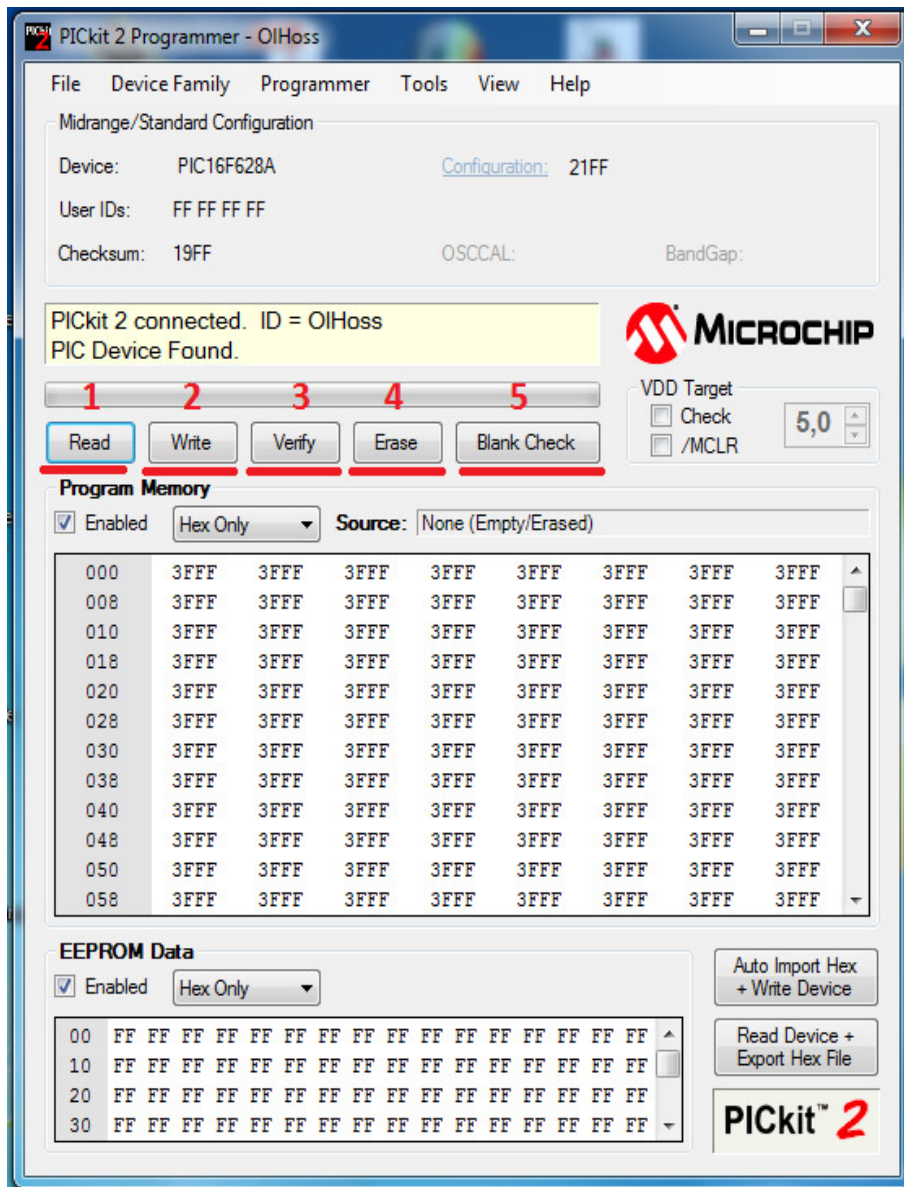 PICkit 2 Programmer - OlHoss
File Device Family Programmer Tools View Help
Midrange/Standard Configuration
Device: PIC16F628A Configuration: 21FF
User IDs: FF FF FF FF
Checksum: 19FF OSCCAL: BandGap:
PICkit 2 connected. ID = OlHoss
PIC Device Found.
MICROCHIP
1 2 3 4 5
Read Write Verify Erase Blank Check
VDD Target
Check
/MCLR
5,0
Program Memory
Enabled Hex Only Source: None (Empty/Erased)
000 3FFF 3FFF 3FFF 3FFF 3FFF 3FFF 3FFF 3FFF
008 3FFF 3FFF 3FFF 3FFF 3FFF 3FFF 3FFF 3FFF
010 3FFF 3FFF 3FFF 3FFF 3FFF 3FFF 3FFF 3FFF
018 3FFF 3FFF 3FFF 3FFF 3FFF 3FFF 3FFF 3FFF
020 3FFF 3FFF 3FFF 3FFF 3FFF 3FFF 3FFF 3FFF
028 3FFF 3FFF 3FFF 3FFF 3FFF 3FFF 3FFF 3FFF
030 3FFF 3FFF 3FFF 3FFF 3FFF 3FFF 3FFF 3FFF
038 3FFF 3FFF 3FFF 3FFF 3FFF 3FFF 3FFF 3FFF
040 3FFF 3FFF 3FFF 3FFF 3FFF 3FFF 3FFF 3FFF
048 3FFF 3FFF 3FFF 3FFF 3FFF 3FFF 3FFF 3FFF
050 3FFF 3FFF 3FFF 3FFF 3FFF 3FFF 3FFF 3FFF
058 3FFF 3FFF 3FFF 3FFF 3FFF 3FFF 3FFF 3FFF
EEPROM Data
Enabled Hex Only
00 FF FF FF FF FF FF FF FF FF FF FF FF FF FF FF FF
10 FF FF FF FF FF FF FF FF FF FF FF FF FF FF FF FF
20 FF FF FF FF FF FF FF FF FF FF FF FF FF FF FF FF
30 FF FF FF FF FF FF FF FF FF FF FF FF FF FF FF FF
Auto Import Hex
+ Write Device
Read Device +
Export Hex File
PICkit™ 2